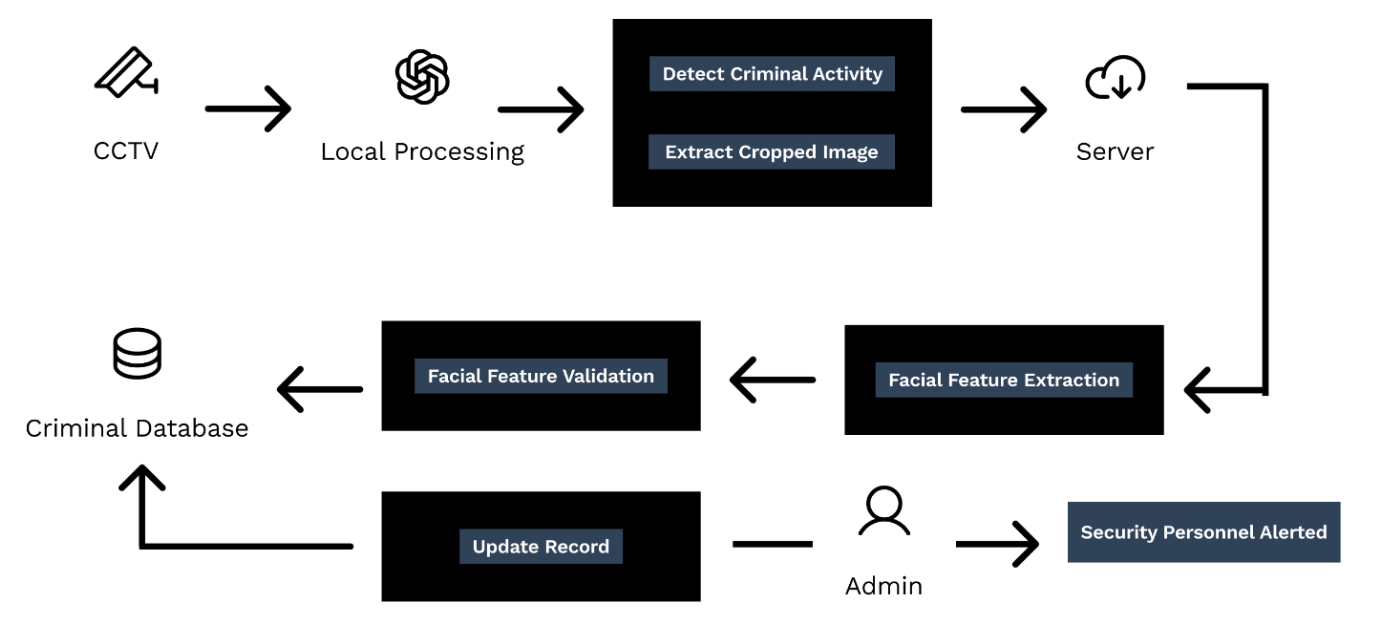 Detect Criminal Activity
CCTV
Local Processing
Extract Cropped Image
Server
Criminal Database
Facial Feature Validation
Facial Feature Extraction
Update Record
Admin
Security Personnel Alerted